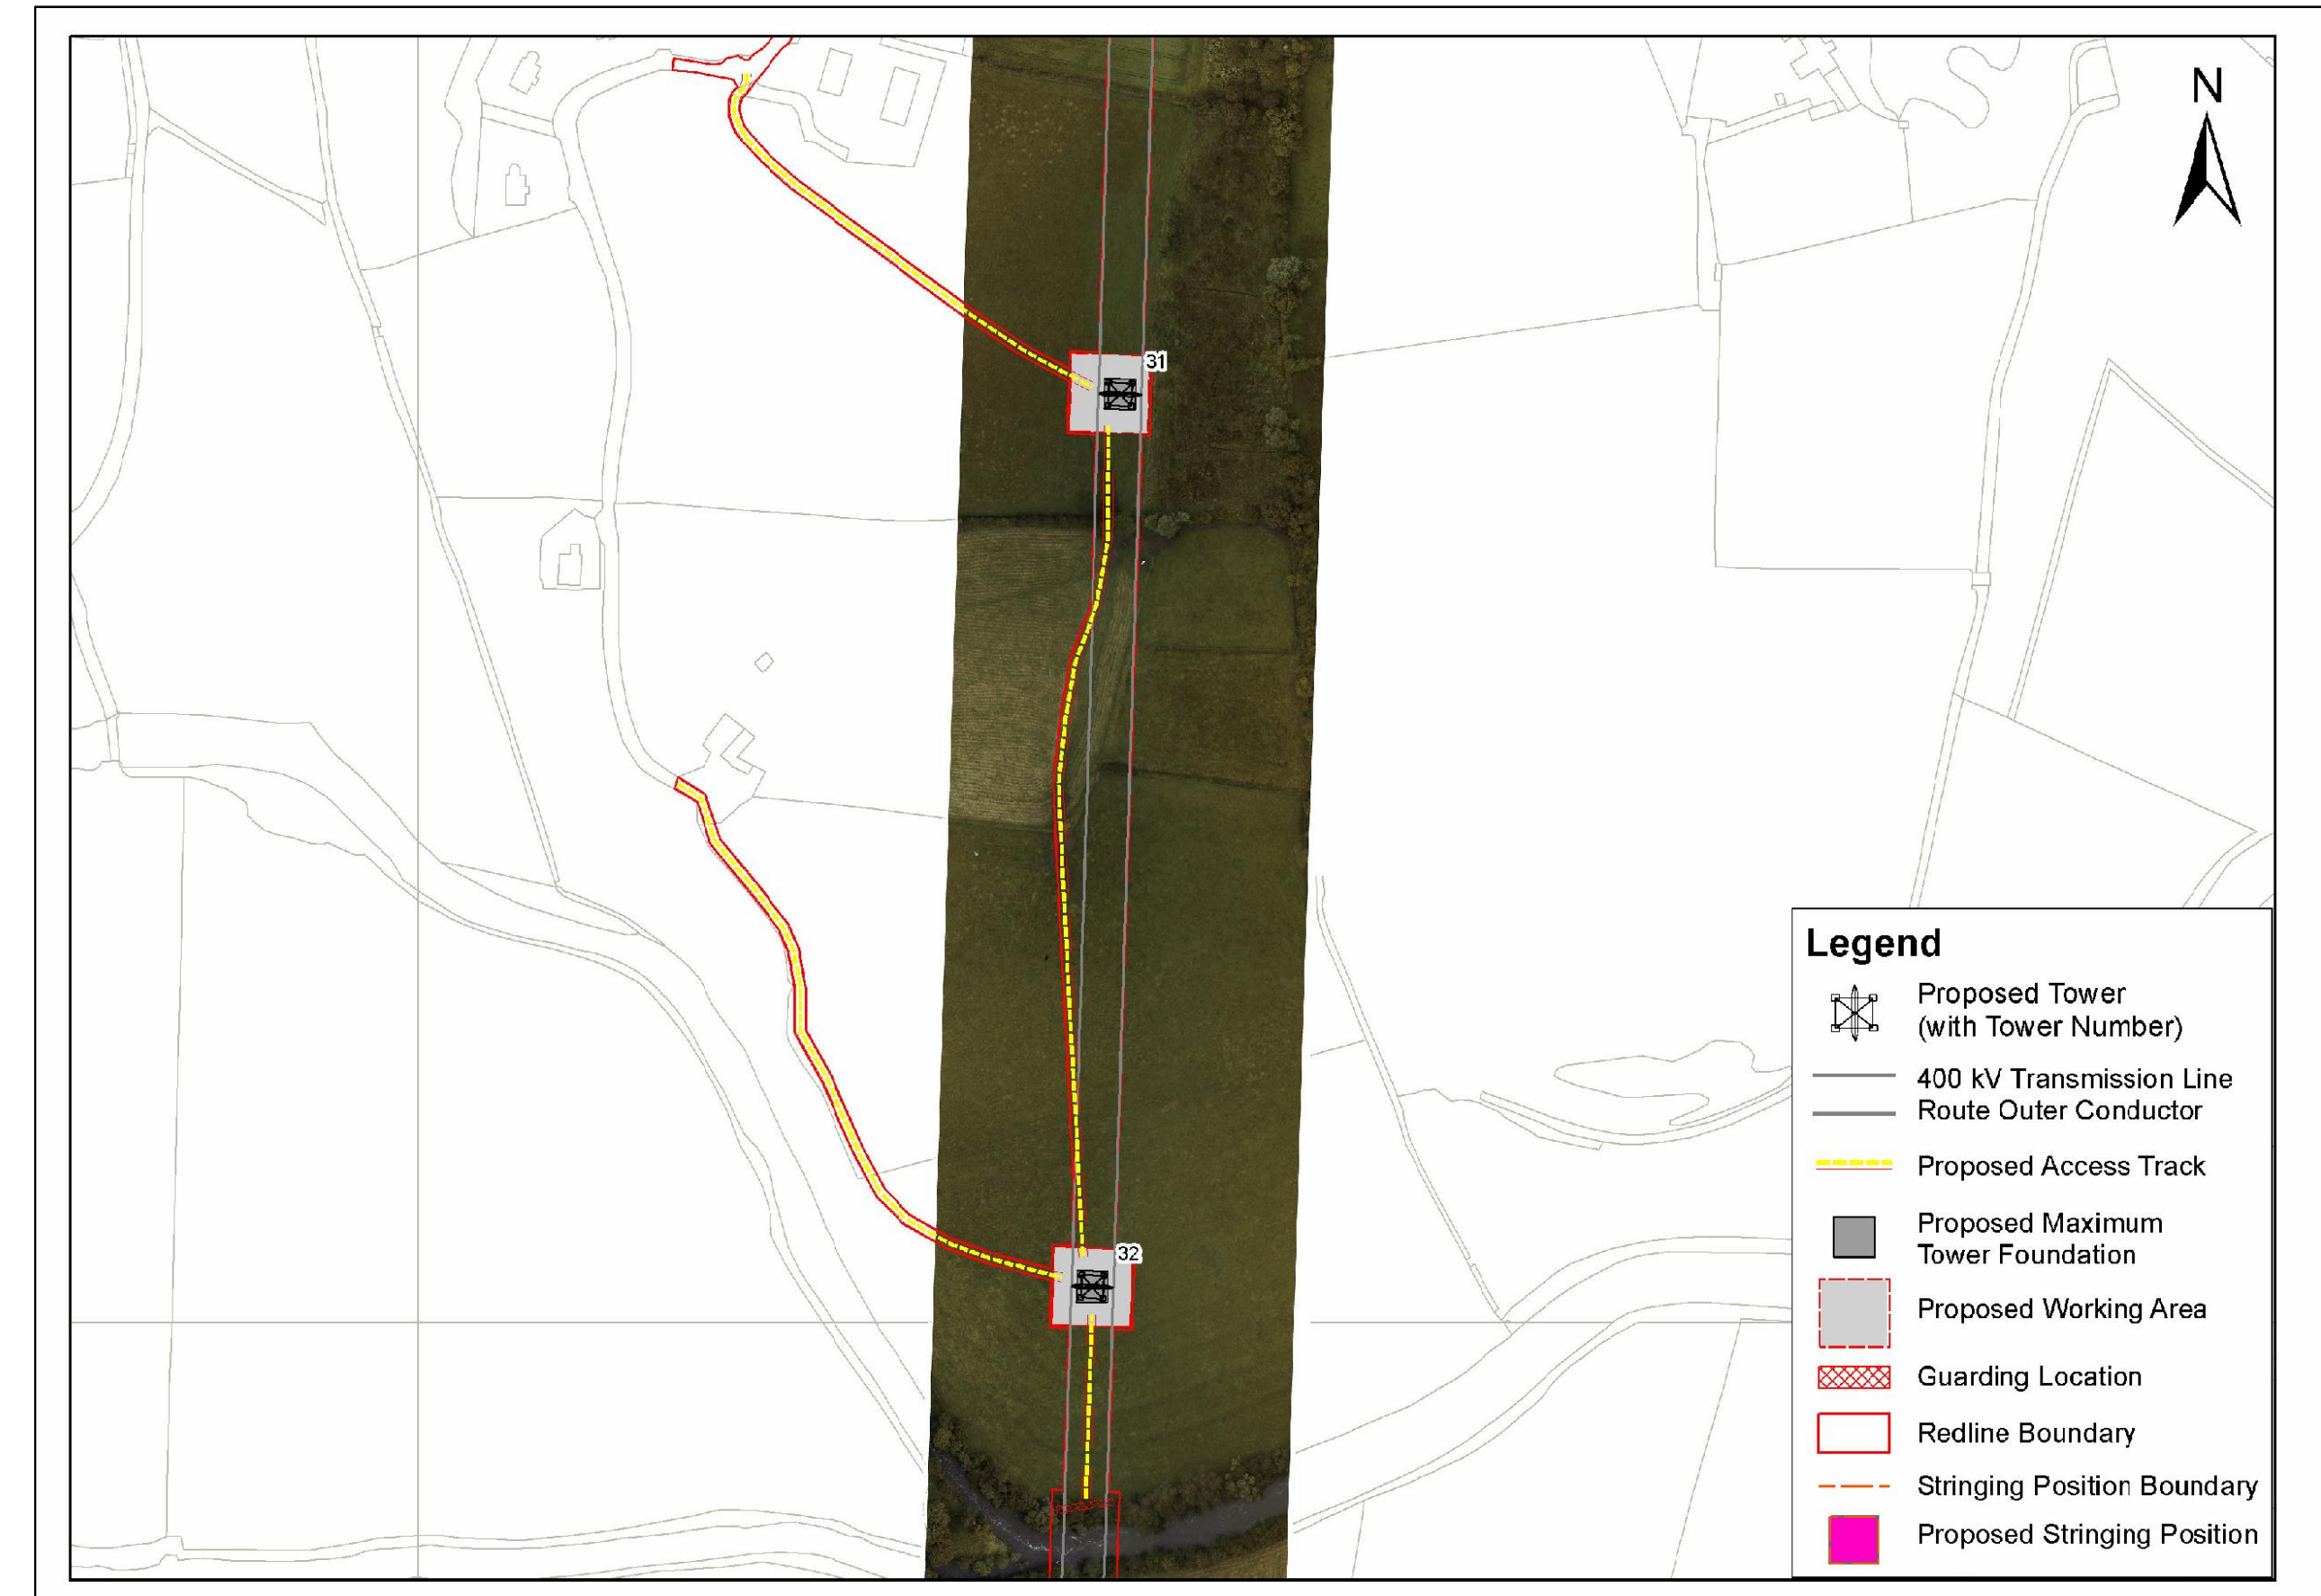 N
31
32
Legend
Proposed Tower
(with Tower Number)
400 kV Transmission Line
Route Outer Conductor
Proposed Access Track
Proposed Maximum
Tower Foundation
Proposed Working Area
Guarding Location
Redline Boundary
Stringing Position Boundary
Proposed Stringing Position